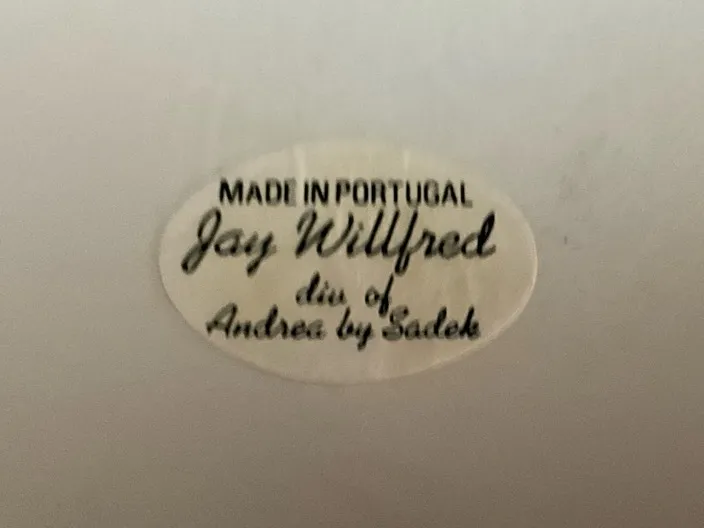 MADE IN PORTUGAL
Jay Willfred
div. of
Andrea by Sadek